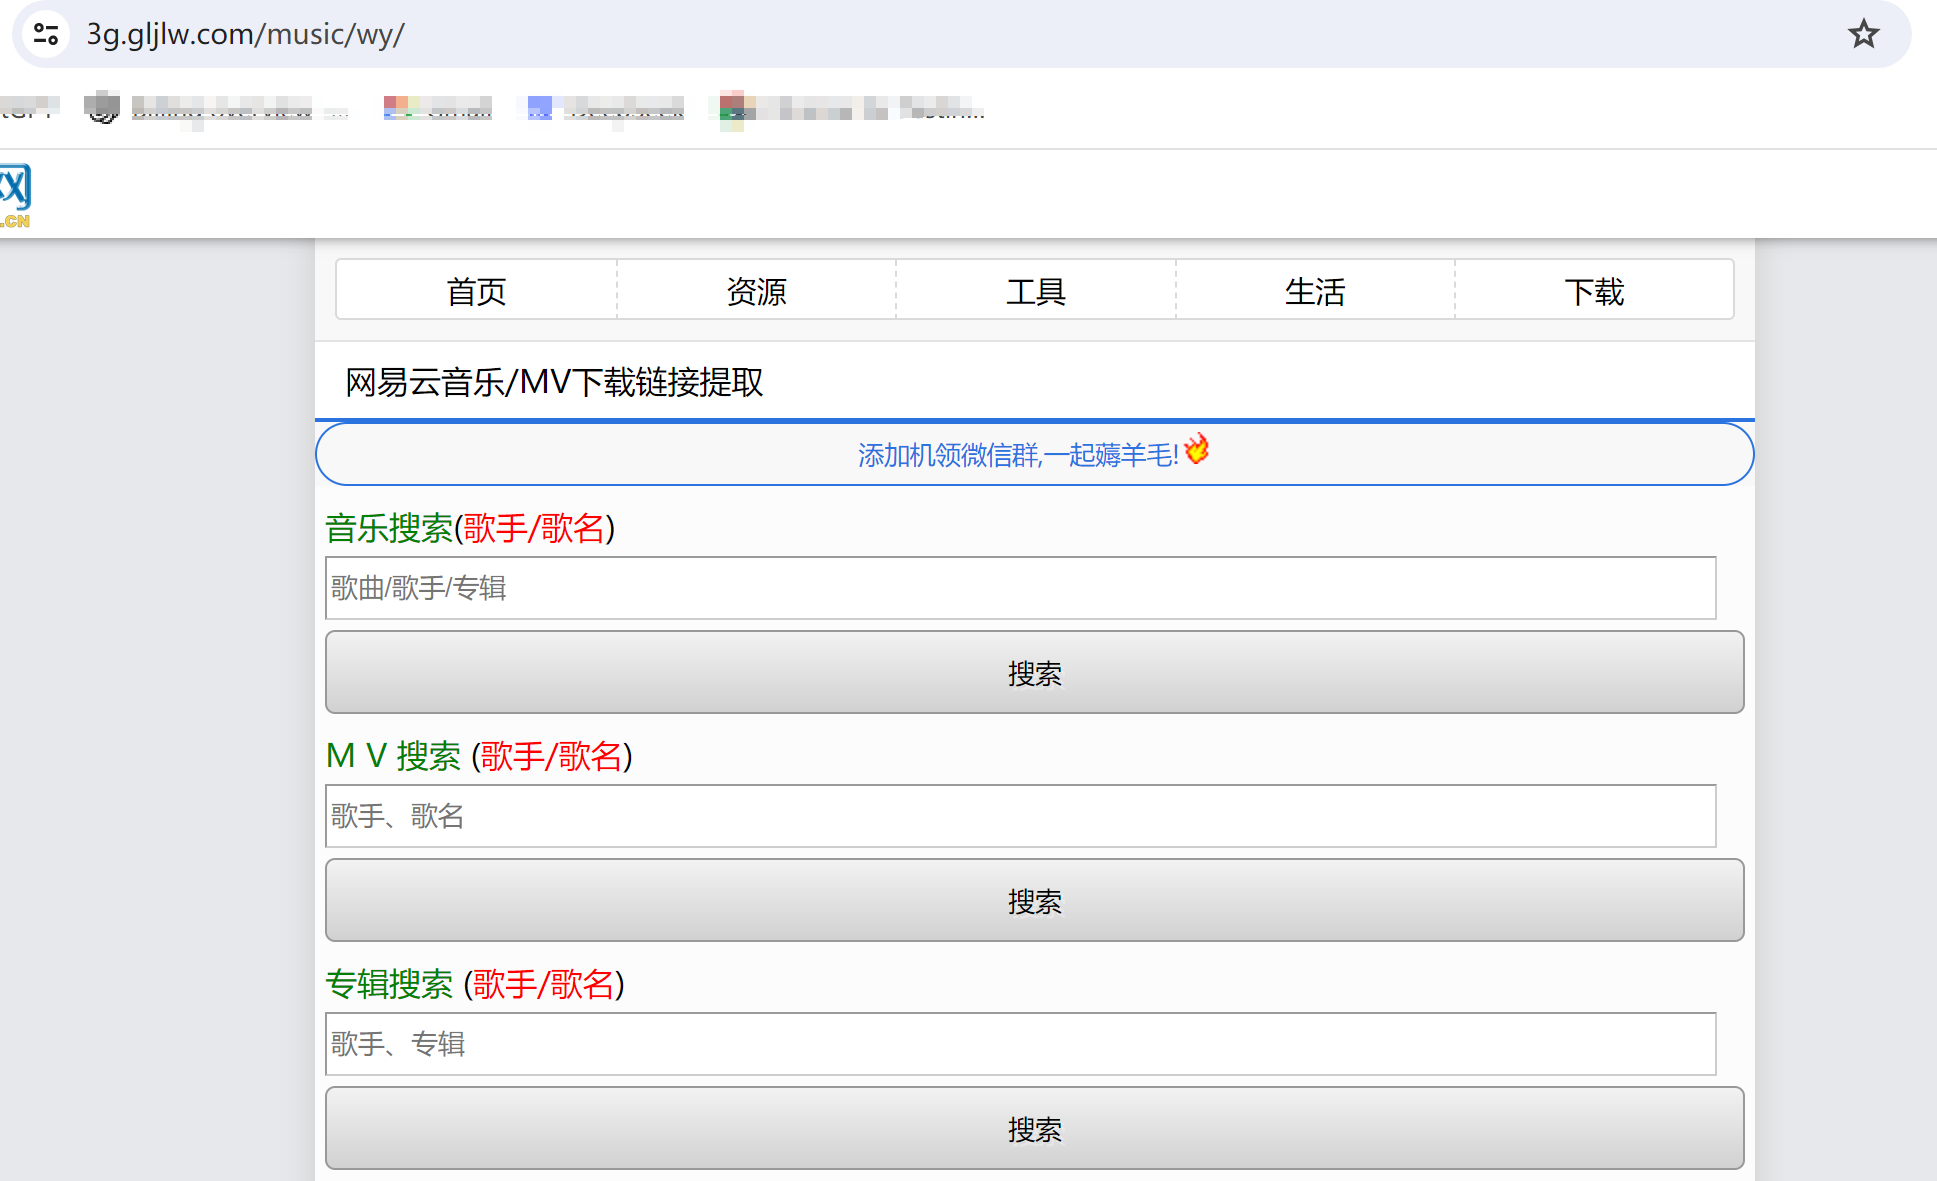 3g.gljlw.com/music/wy/
网
.CN
首页 资源 工具 生活 下载
网易云音乐/MV下载链接提取
添加机领微信群,一起薅羊毛!
音乐搜索(歌手/歌名)
歌曲/歌手/专辑
搜索
M V 搜索 (歌手/歌名)
歌手、歌名
搜索
专辑搜索 (歌手/歌名)
歌手、专辑
搜索